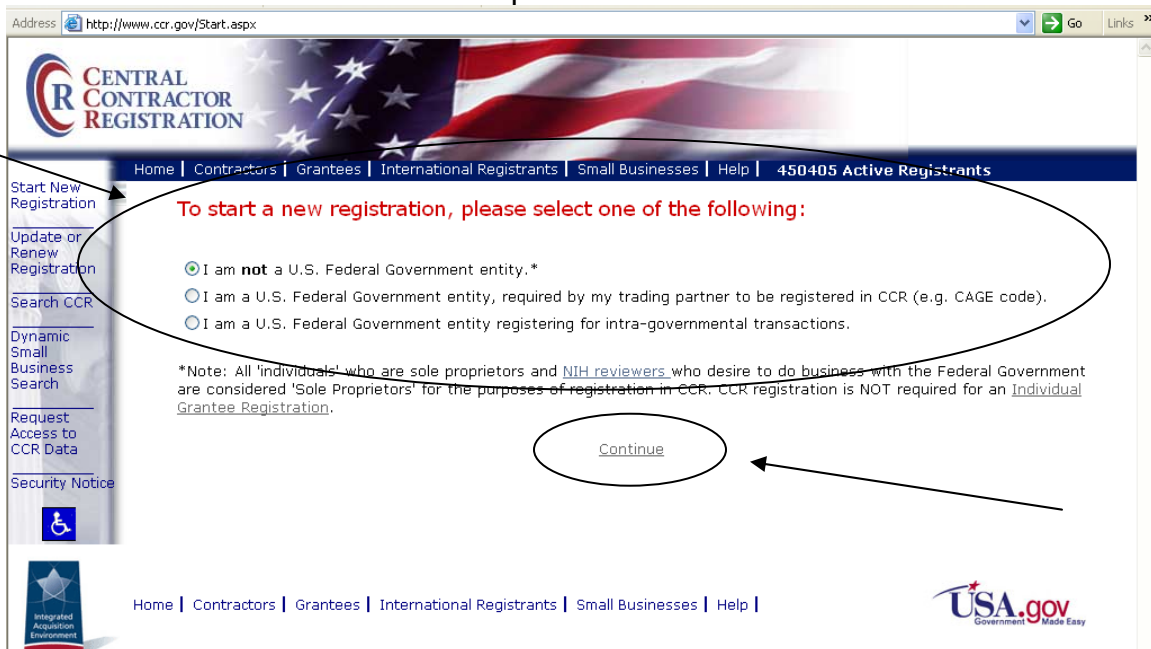 Address http://www.ccr.gov/Start.aspx Go Links »
CENTRAL
CONTRACTOR
REGISTRATION
Home | Contractors | Grantees | International Registrants | Small Businesses | Help | 450405 Active Registrants
Start New
Registration
Update or
Renew
Registration
Search CCR
Dynamic
Small
Business
Search
Request
Access to
CCR Data
Security Notice
To start a new registration, please select one of the following:
I am not a U.S. Federal Government entity.*
I am a U.S. Federal Government entity, required by my trading partner to be registered in CCR (e.g. CAGE code).
I am a U.S. Federal Government entity registering for intra-governmental transactions.
*Note: All 'individuals' who are sole proprietors and NIH reviewers who desire to do business with the Federal Government
are considered 'Sole Proprietors' for the purposes of registration in CCR. CCR registration is NOT required for an Individual
Grantee Registration.
Continue
Integrated
Acquisition
Environment
Home | Contractors | Grantees | International Registrants | Small Businesses | Help |
USA.gov
Government Made Easy